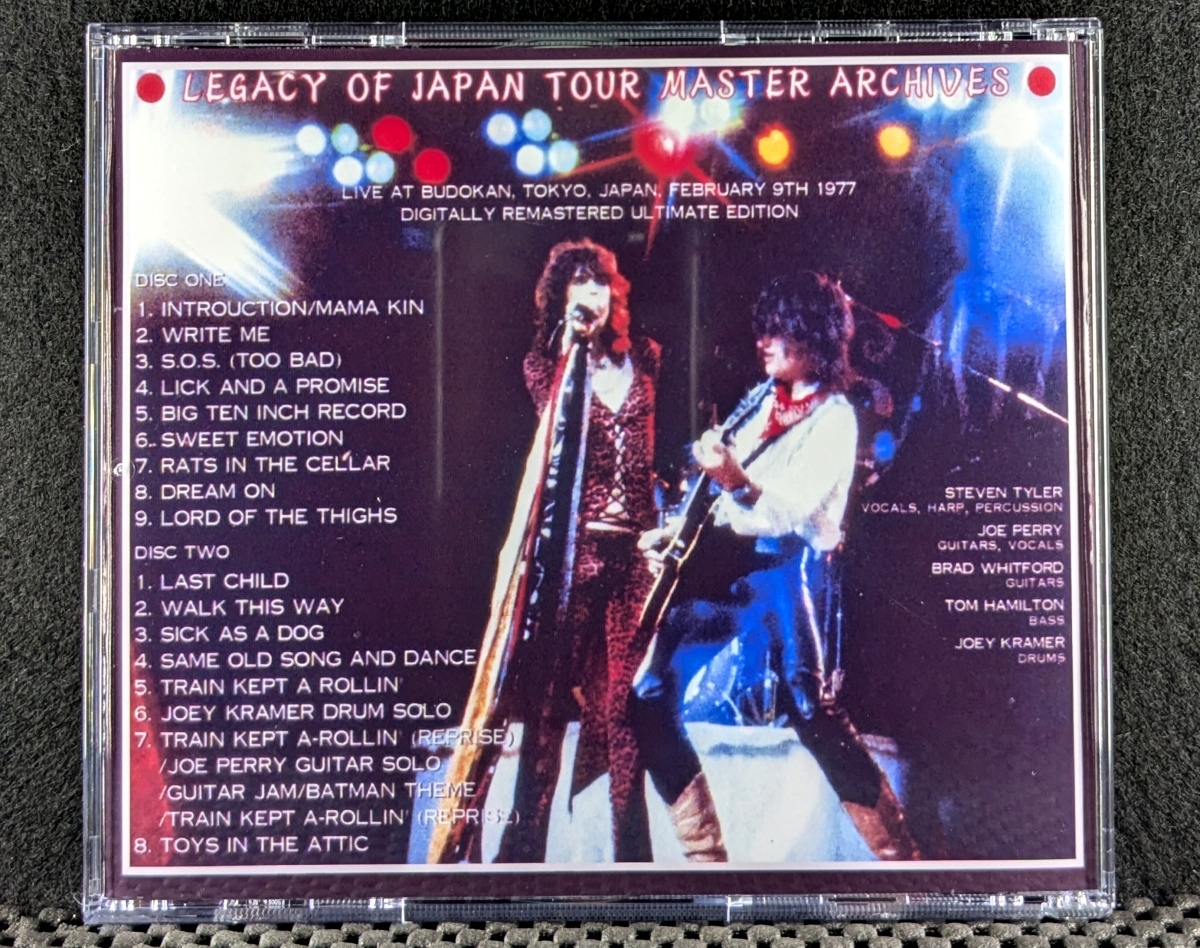 LEGACY OF JAPAN TOUR MASTER ARCHIVES
LIVE AT BUDOKAN, TOKYO, JAPAN, FEBRUARY 9TH 1977
DIGITALLY REMASTERED ULTIMATE EDITION
DISC ONE
1. INTROUCTION/MAMA KIN
2. WRITE ME
3. S.O.S. (TOO BAD)
4. LICK AND A PROMISE
5. BIG TEN INCH RECORD
6. SWEET EMOTION
7. RATS IN THE CELLAR
8. DREAM ON
9. LORD OF THE THIGHS
DISC TWO
1. LAST CHILD
2. WALK THIS WAY
3. SICK AS A DOG
4. SAME OLD SONG AND DANCE
5. TRAIN KEPT A ROLLIN'
6. JOEY KRAMER DRUM SOLO
7. TRAIN KEPT A-ROLLIN' (REPRISE)
/JOE PERRY GUITAR SOLO
/GUITAR JAM/BATMAN THEME
/TRAIN KEPT A-ROLLIN' (REPRISE)
8. TOYS IN THE ATTIC
STEVEN TYLER
VOCALS, HARP, PERCUSSION
JOE PERRY
GUITARS, VOCALS
BRAD WHITFORD
GUITARS
TOM HAMILTON
BASS
JOEY KRAMER
DRUMS